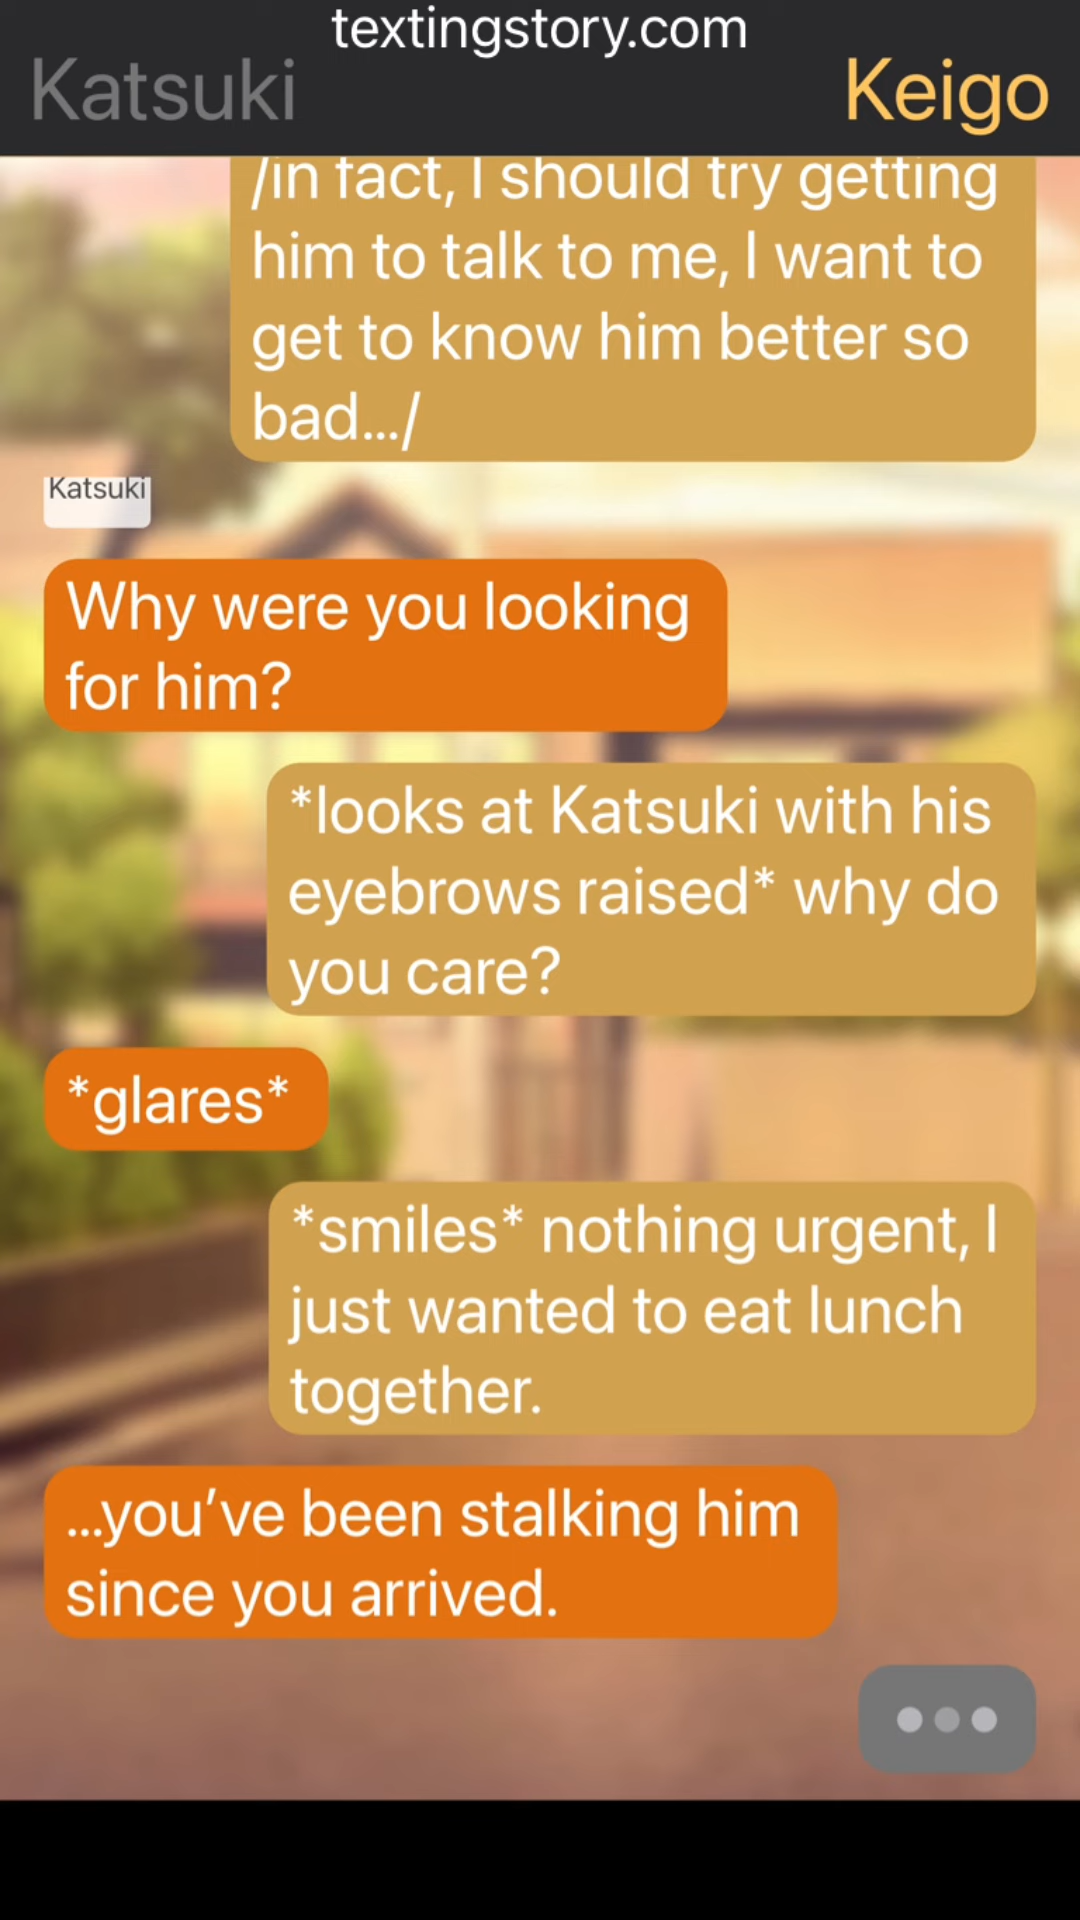 textingstory.com
Katsuki
Keigo
/in fact, I should try getting
him to talk to me, I want to
get to know him better so
bad.../
Katsuki
Why were you looking
for him?
*looks at Katsuki with his
eyebrows raised* why do
you care?
*glares*
*smiles* nothing urgent, I
just wanted to eat lunch
together.
...you’ve been stalking him
since you arrived.